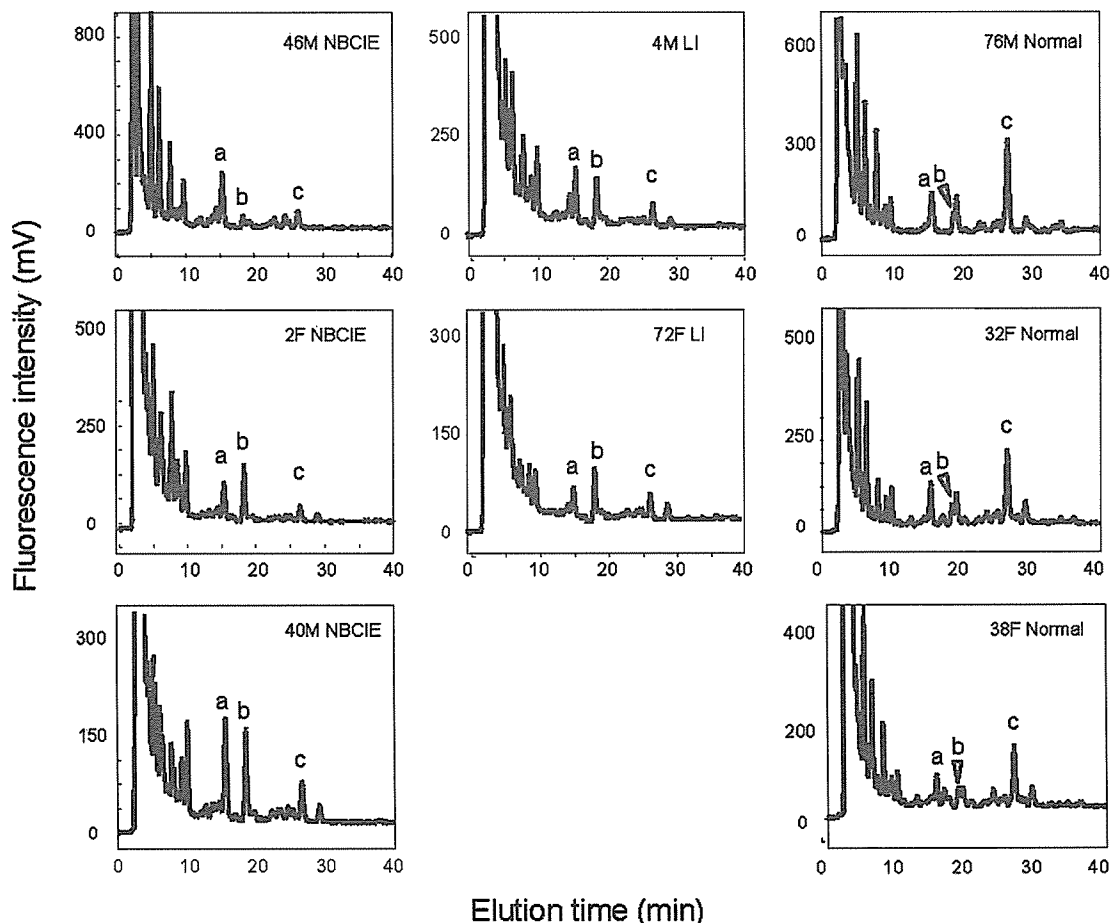 Fluorescence intensity (mV)
46M NBCIE
800
400
0
a
b
c
0 10 20 30 40
4M LI
500
250
0
a
b
c
0 10 20 30 40
76M Normal
600
300
0
a
b
c
0 10 20 30 40
2F NBCIE
500
250
0
a
b
c
0 10 20 30 40
72F LI
300
150
0
a
b
c
0 10 20 30 40
32F Normal
500
250
0
a
b
c
0 10 20 30 40
40M NBCIE
300
150
0
a
b
c
0 10 20 30 40
38F Normal
400
200
0
a
b
c
0 10 20 30 40
Elution time (min)